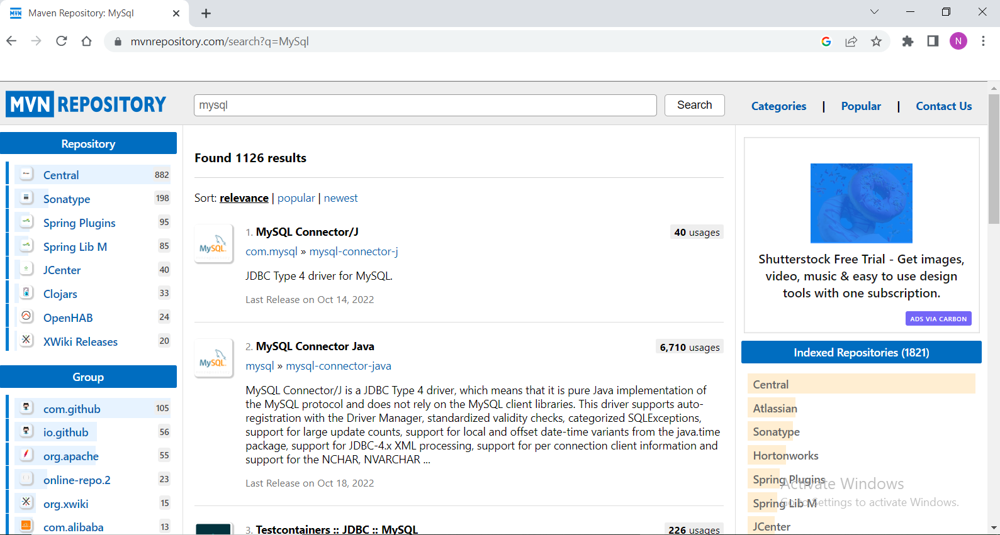 MVN Maven Repository: MySql
mvnrepository.com/search?q=MySql
N
MVN REPOSITORY
mysql
Search
Categories | Popular | Contact Us
Repository
Central 882
Sonatype 198
Spring Plugins 95
Spring Lib M 85
JCenter 40
Clojars 33
OpenHAB 24
XWiki Releases 20
Group
com.github 105
io.github 56
org.apache 55
online-repo.2 23
org.xwiki 15
com.alibaba 13
Found 1126 results
Sort: relevance | popular | newest
MySQL
1. MySQL Connector/J
40 usages
com.mysql » mysql-connector-j
JDBC Type 4 driver for MySQL.
Last Release on Oct 14, 2022
MySQL
2. MySQL Connector Java
6,710 usages
mysql » mysql-connector-java
MySQL Connector/J is a JDBC Type 4 driver, which means that it is pure Java implementation of
the MySQL protocol and does not rely on the MySQL client libraries. This driver supports auto-
registration with the Driver Manager, standardized validity checks, categorized SQLExceptions,
support for large update counts, support for local and offset date-time variants from the java.time
package, support for JDBC-4.x XML processing, support for per connection client information and
support for the NCHAR, NVARCHAR ...
Last Release on Oct 18, 2022
3. Testcontainers :: JDBC :: MySQL
226 usages
Shutterstock Free Trial - Get images,
video, music & easy to use design
tools with one subscription.
ADS VIA CARBON
Indexed Repositories (1821)
Central
Atlassian
Sonatype
Hortonworks
Spring Plugins
Spring Lib M
JCenter
Activate Windows
Go to Settings to activate Windows.